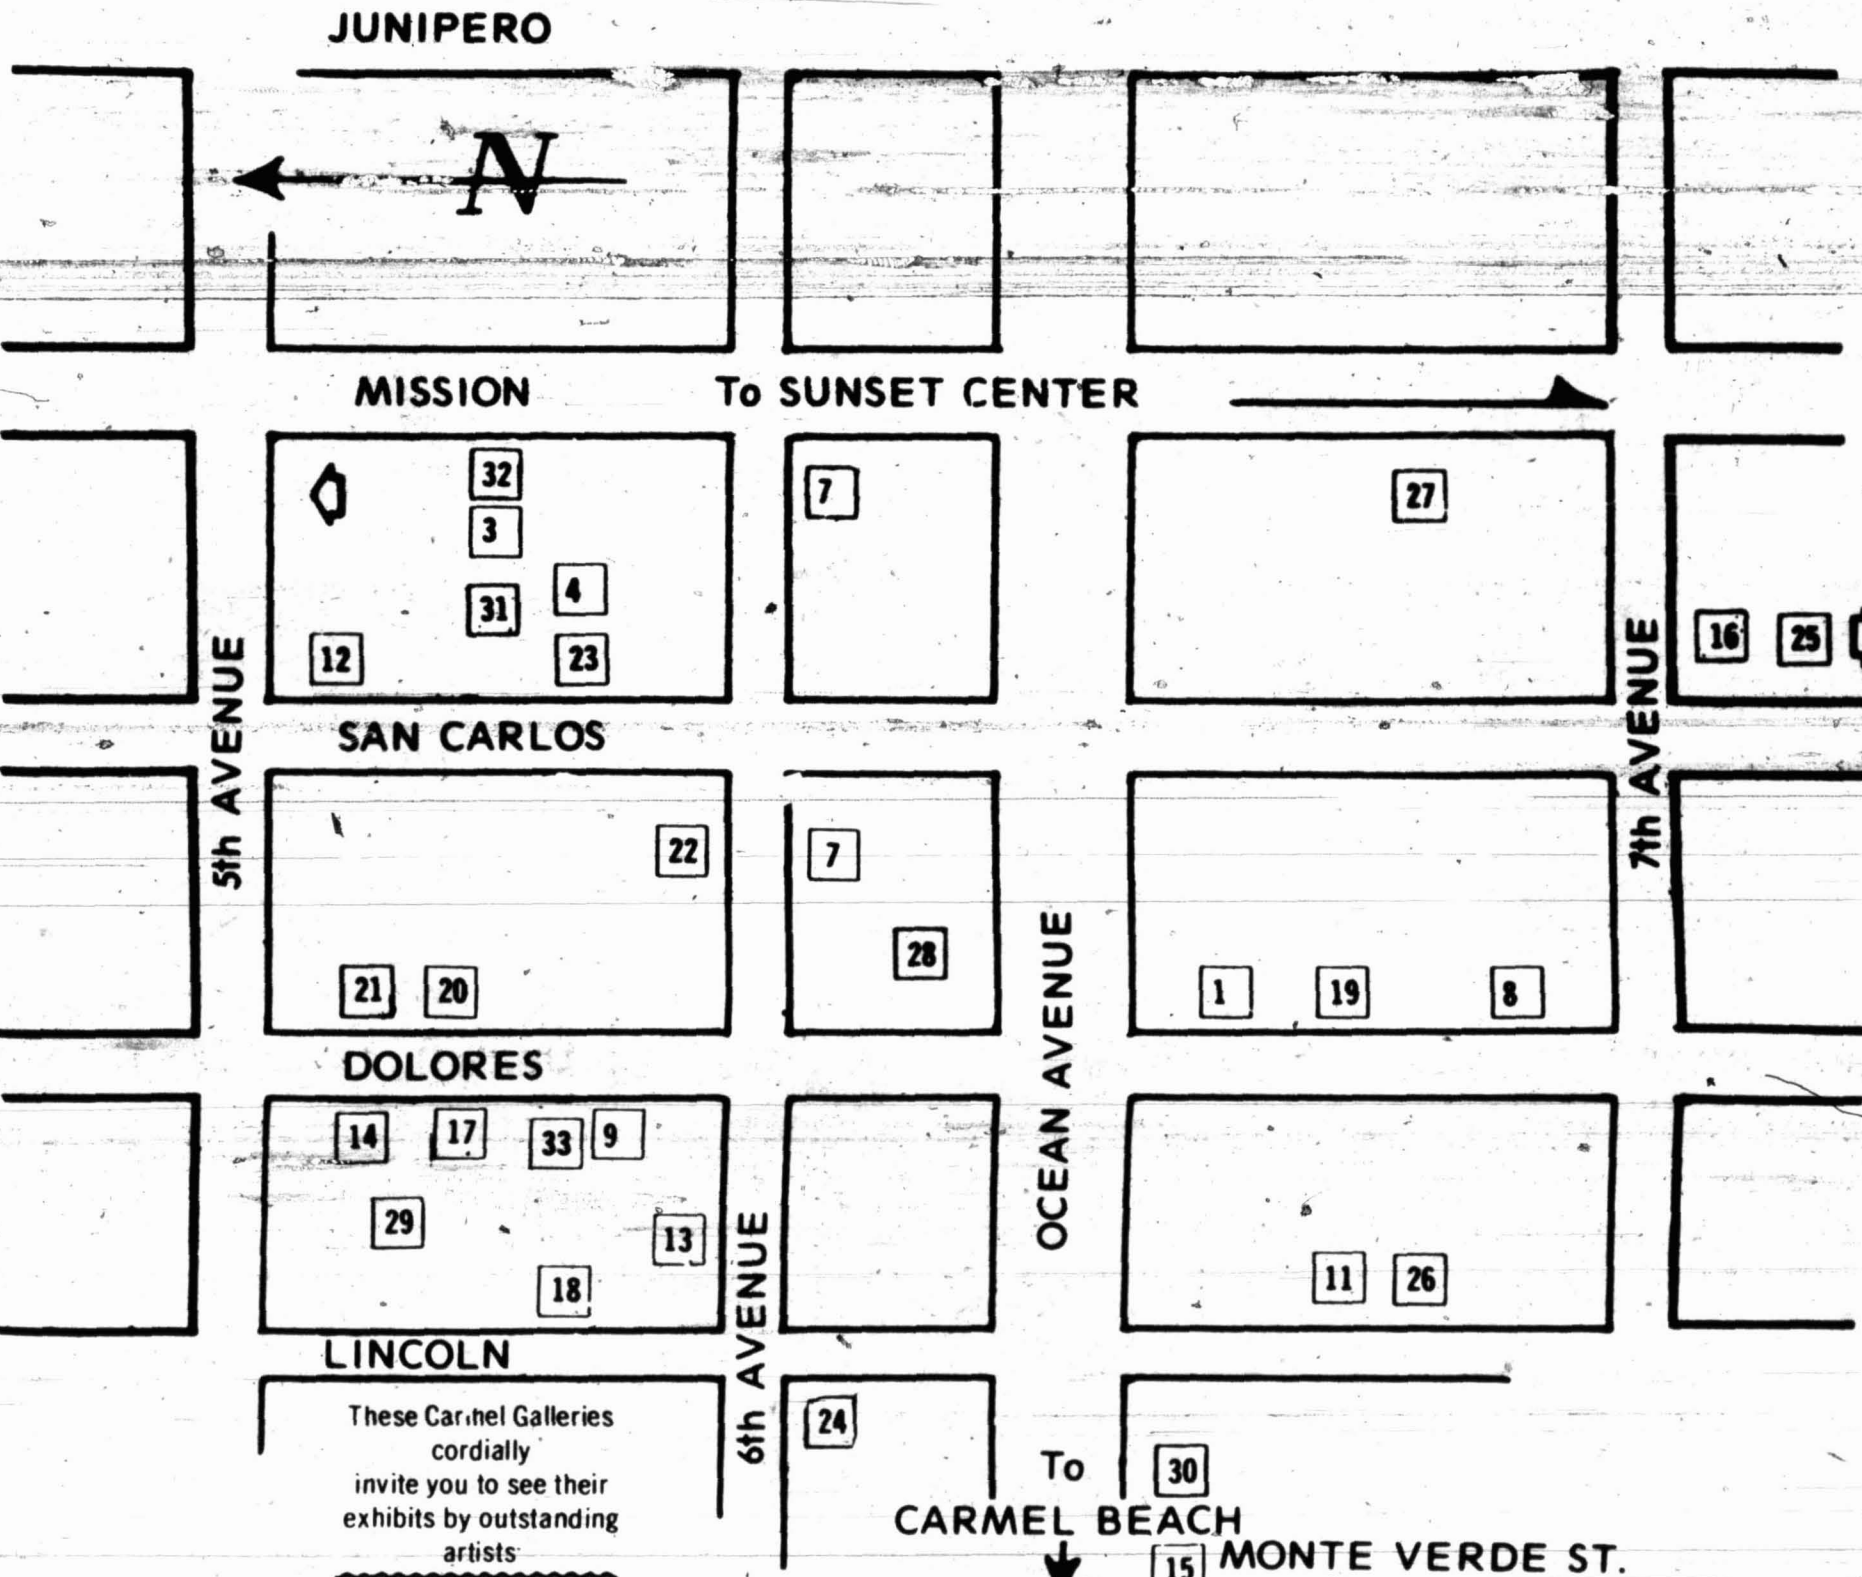 JUNIPERO
N
MISSION To SUNSET CENTER
32
3
7
27
4
31
12
23
16
25
5th AVENUE
7th AVENUE
SAN CARLOS
22
7
28
21
20
1
19
8
OCEAN AVENUE
DOLORES
14
17
33
9
29
13
18
11
26
6th AVENUE
LINCOLN
These Carmel Galleries
cordially
invite you to see their
exhibits by outstanding
artists
24
To
30
CARMEL BEACH
15
MONTE VERDE ST.